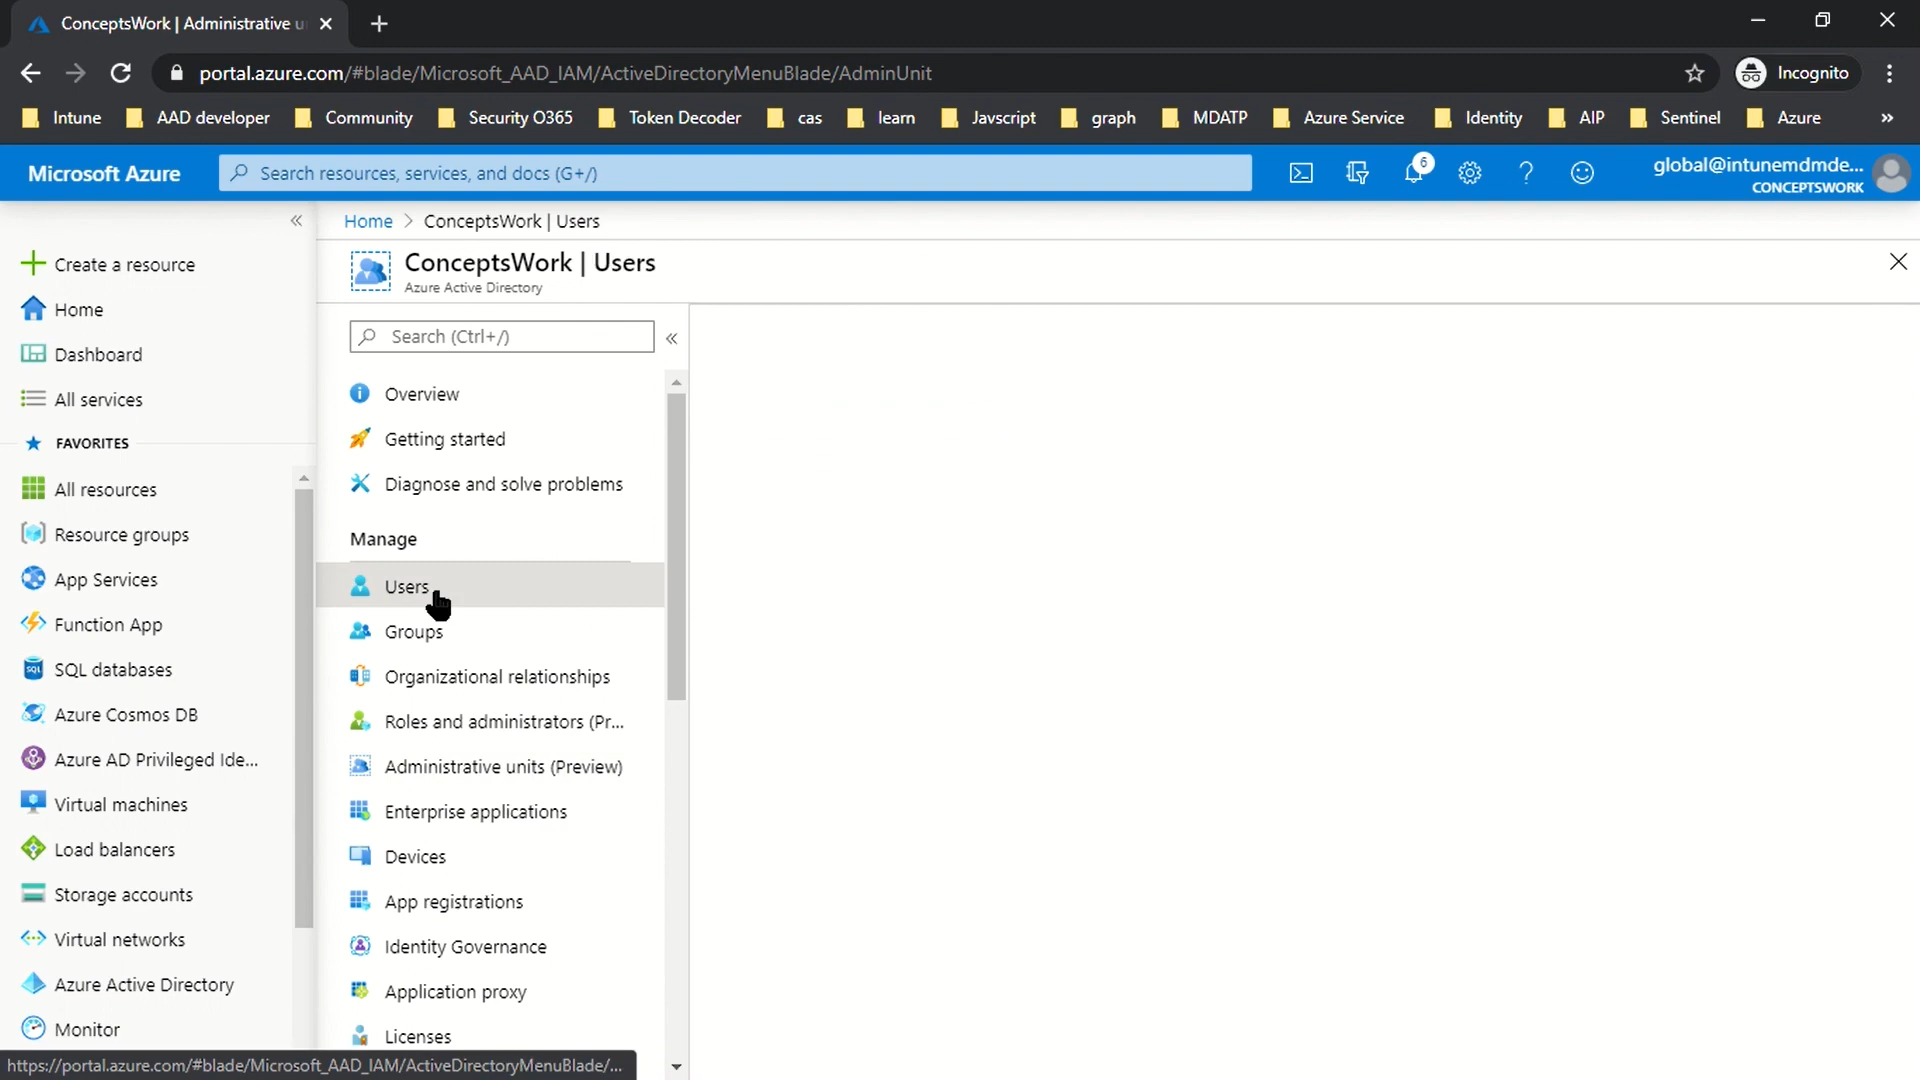 ConceptsWork | Administrative u
portal.azure.com/#blade/Microsoft_AAD_IAM/ActiveDirectoryMenuBlade/AdminUnit
Incognito
Intune
AAD developer
Community
Security O365
Token Decoder
cas
learn
Javscript
graph
MDATP
Azure Service
Identity
AIP
Sentinel
Azure
»
Microsoft Azure
Search resources, services, and docs (G+/)
6
global@intunemdmde...
CONCEPTSWORK
«
Create a resource
Home
Dashboard
All services
FAVORITES
All resources
Resource groups
App Services
Function App
SQL databases
Azure Cosmos DB
Azure AD Privileged Ide...
Virtual machines
Load balancers
Storage accounts
Virtual networks
Azure Active Directory
Monitor
https://portal.azure.com/#blade/Microsoft_AAD_IAM/ActiveDirectoryMenuBlade/...
Home > ConceptsWork | Users
ConceptsWork | Users
Azure Active Directory
Search (Ctrl+/)
«
Overview
Getting started
Diagnose and solve problems
Manage
Users
Groups
Organizational relationships
Roles and administrators (Pr...
Administrative units (Preview)
Enterprise applications
Devices
App registrations
Identity Governance
Application proxy
Licenses